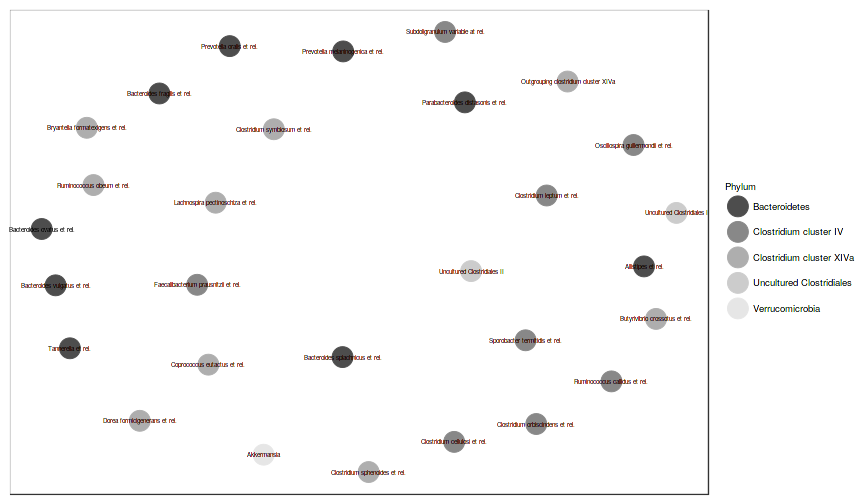 Subdoligranulum variable at rel.
Prevotella oralis et rel.
Prevotella melaninogenica et rel.
Outgrouping clostridium cluster XIVa
Bacteroides fragilis et rel.
Parabacteroides distasonis et rel.
Bryantella formatexigens et rel.
Clostridium symbiosum et rel.
Oscillospira guillermondii et rel.
Ruminococcus obeum et rel.
Phylum
Clostridium leptum et rel.
Lachnospira pectinoschiza et rel.
Bacteroidetes
Uncultured Clostridiales I
Bacteroides ovatus et rel.
Clostridium cluster IV
Clostridium cluster XIVa
Alistipes et rel.
Uncultured Clostridiales II
Bacteroides vulgatus et rel.
Faecalibacterium prausnitzii et rel.
Uncultured Clostridiales
Verrucomicrobia
Butyrivibrio crossotus et rel.
Sporobacter termitidis et rel.
Tannerella et rel.
Bacteroides splachnicus et rel.
Coprococcus eutactus et rel.
Ruminococcus callidus et rel.
Dorea formicigenerans et rel.
Clostridium orbiscindens et rel.
Clostridium cellulosi et rel.
Akkermansia
Clostridium sphenoides et rel.